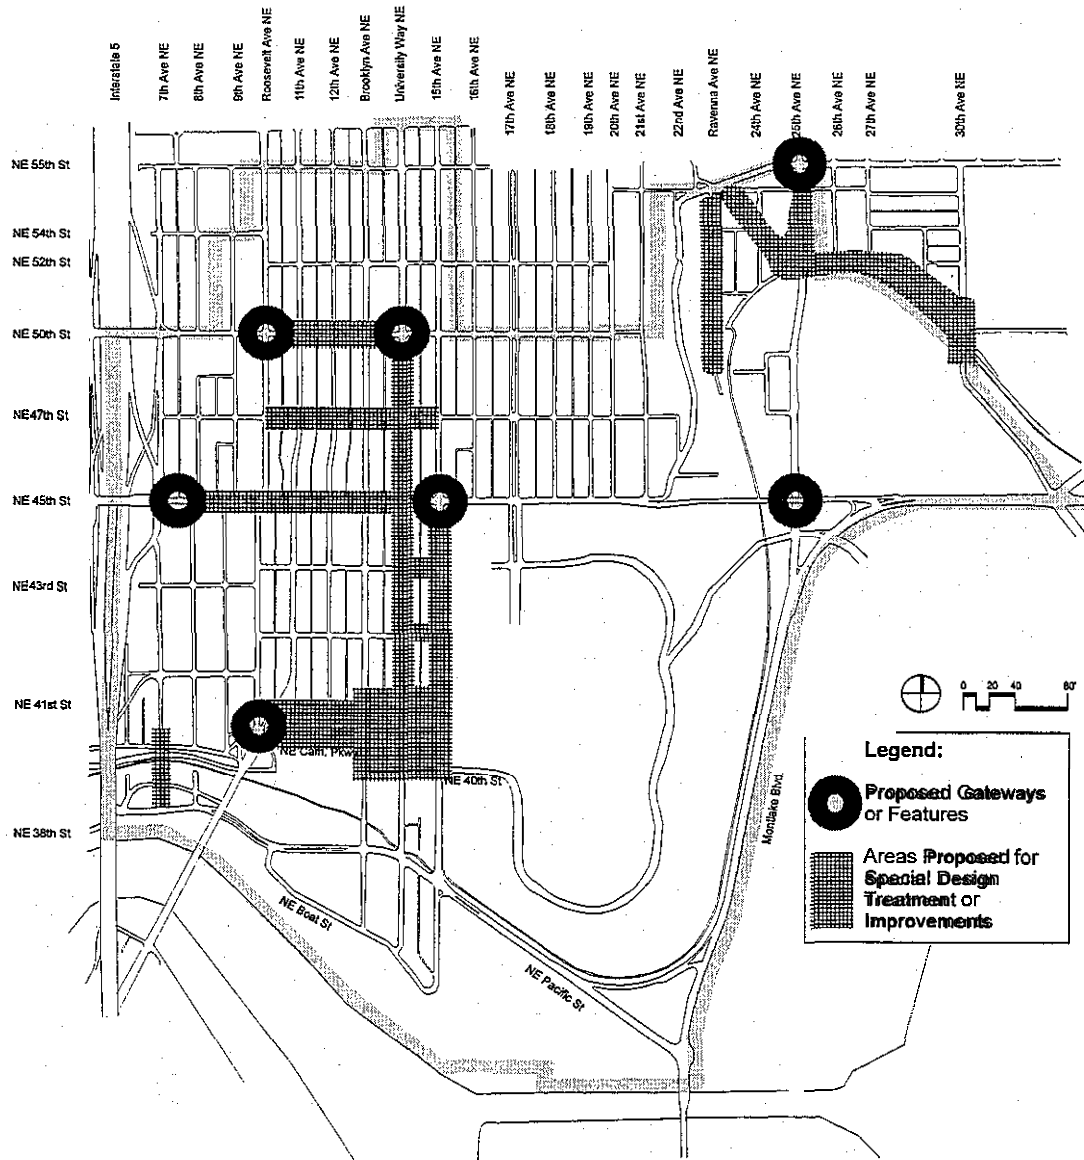 Interstate 5
7th Ave NE
8th Ave NE
9th Ave NE
Roosevelt Ave NE
11th Ave NE
12th Ave NE
Brooklyn Ave NE
University Way NE
15th Ave NE
16th Ave NE
17th Ave NE
18th Ave NE
19th Ave NE
20th Ave NE
21st Ave NE
22nd Ave NE
Ravenna Ave NE
24th Ave NE
25th Ave NE
26th Ave NE
27th Ave NE
30th Ave NE
NE 55th St
NE 54th St
NE 52th St
NE 50th St
NE47th St
NE 45th St
NE43rd St
NE 41st St
NE Cam. Pkwy
NE 40th St
NE 38th St
NE Boat St
NE Pacific St
Montlake Blvd.
0 20 40 60'
Legend:
Proposed Gateways
or Features
Areas Proposed for
Special Design
Treatment or
Improvements